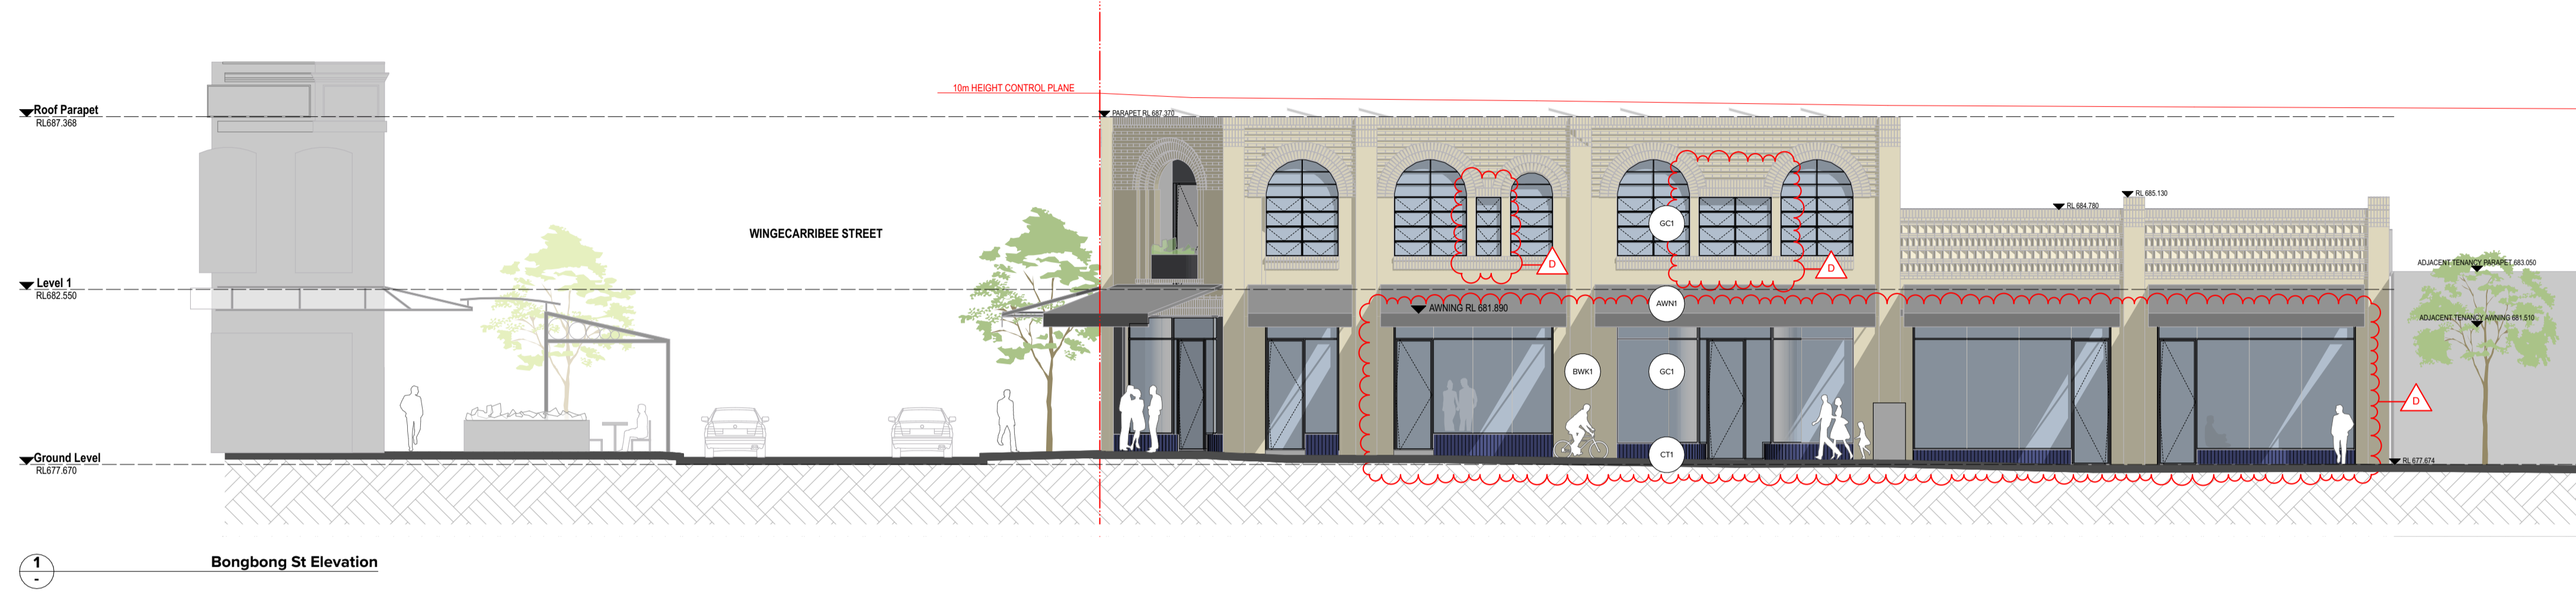 10m HEIGHT CONTROL PLANE
Roof Parapet
RL687.368
PARAPET RL 687.370
RL 685.130
RL 684.780
GC1
WINGECARRIBEE STREET
D
D
ADJACENT TENANCY PARAPET 683.050
Level 1
RL682.550
AWN1
AWNING RL 681.890
ADJACENT TENANCY AWNING 681.510
BWK1
GC1
D
CT1
Ground Level
RL677.670
RL 677.674
1
-
Bongbong St Elevation